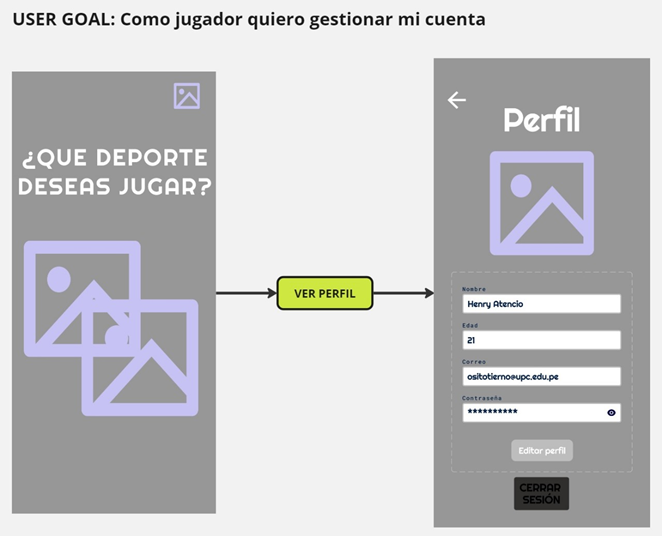 USER GOAL: Como jugador quiero gestionar mi cuenta
¿QUE DEPORTE
DESEAS JUGAR?
VER PERFIL
Perfil
Nombre
Henry Atencio
Edad
21
Correo
ositotierno@upc.edu.pe
Contraseña
**********
Editor perfil
CERRAR
SESIÓN